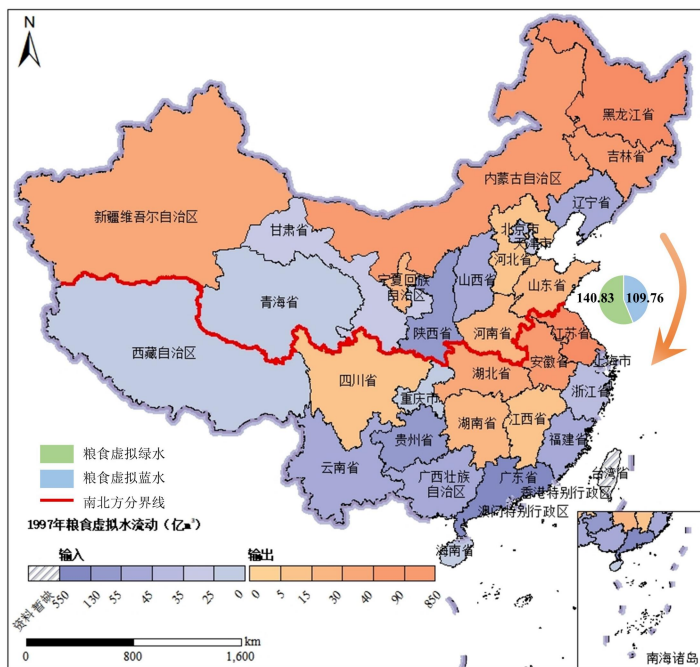 N
黑龙江省
吉林省
内蒙古自治区
新疆维吾尔自治区
辽宁省
甘肃省
北京市
天津市
河北省
宁夏回族
自治区
山西省
山东省
青海省
140.83
109.76
陕西省
河南省
江苏省
西藏自治区
安徽省
上海市
四川省
湖北省
重庆市
浙江省
湖南省
江西省
贵州省
福建省
云南省
广西壮族
自治区
广东省
台湾省
香港特别行政区
澳门特别行政区
海南省
粮食虚拟绿水
粮食虚拟蓝水
南北方分界线
1997年粮食虚拟水流动（亿m³）
输入
输出
资料暂缺
550
130
55
45
35
25
0
0
5
15
30
40
90
850
km
0
800
1,600
南海诸岛